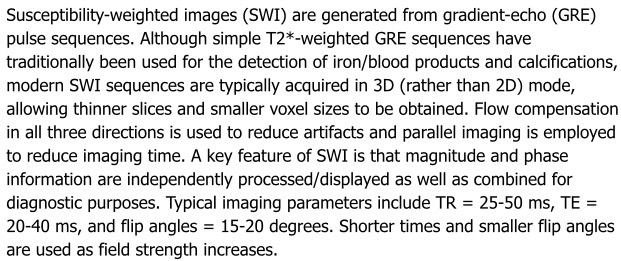 Susceptibility-weighted images (SWI) are generated from gradient-echo (GRE)
pulse sequences. Although simple T2*-weighted GRE sequences have
traditionally been used for the detection of iron/blood products and calcifications,
modern SWI sequences are typically acquired in 3D (rather than 2D) mode,
allowing thinner slices and smaller voxel sizes to be obtained. Flow compensation
in all three directions is used to reduce artifacts and parallel imaging is employed
to reduce imaging time. A key feature of SWI is that magnitude and phase
information are independently processed/displayed as well as combined for
diagnostic purposes. Typical imaging parameters include TR = 25-50 ms, TE =
20-40 ms, and flip angles = 15-20 degrees. Shorter times and smaller flip angles
are used as field strength increases.